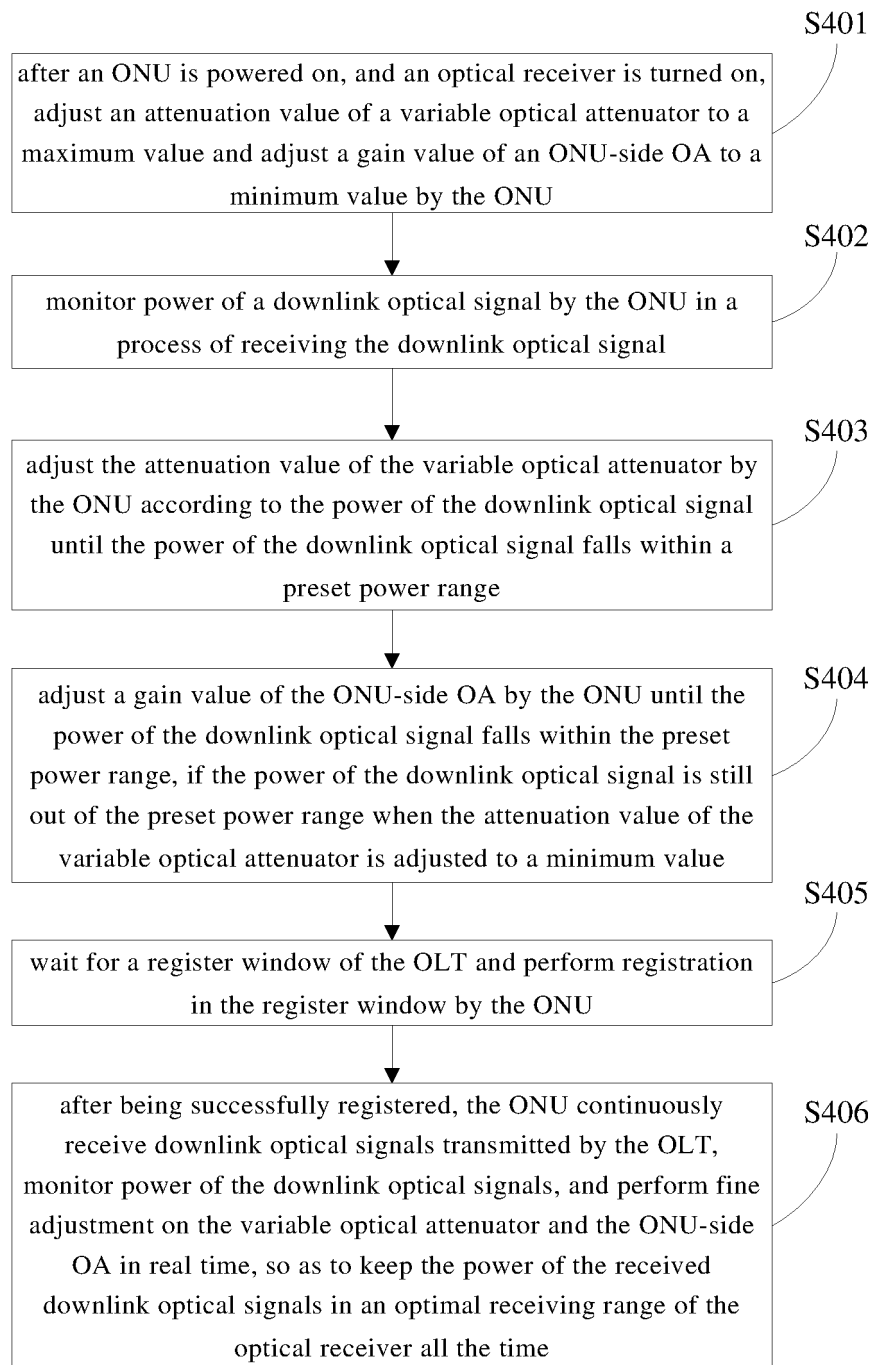 S401
after an ONU is powered on, and an optical receiver is turned on,
adjust an attenuation value of a variable optical attenuator to a
maximum value and adjust a gain value of an ONU-side OA to a
minimum value by the ONU
S402
monitor power of a downlink optical signal by the ONU in a
process of receiving the downlink optical signal
S403
adjust the attenuation value of the variable optical attenuator by
the ONU according to the power of the downlink optical signal
until the power of the downlink optical signal falls within a
preset power range
S404
adjust a gain value of the ONU-side OA by the ONU until the
power of the downlink optical signal falls within the preset
power range, if the power of the downlink optical signal is still
out of the preset power range when the attenuation value of the
variable optical attenuator is adjusted to a minimum value
S405
wait for a register window of the OLT and perform registration
in the register window by the ONU
S406
after being successfully registered, the ONU continuously
receive downlink optical signals transmitted by the OLT,
monitor power of the downlink optical signals, and perform fine
adjustment on the variable optical attenuator and the ONU-side
OA in real time, so as to keep the power of the received
downlink optical signals in an optimal receiving range of the
optical receiver all the time